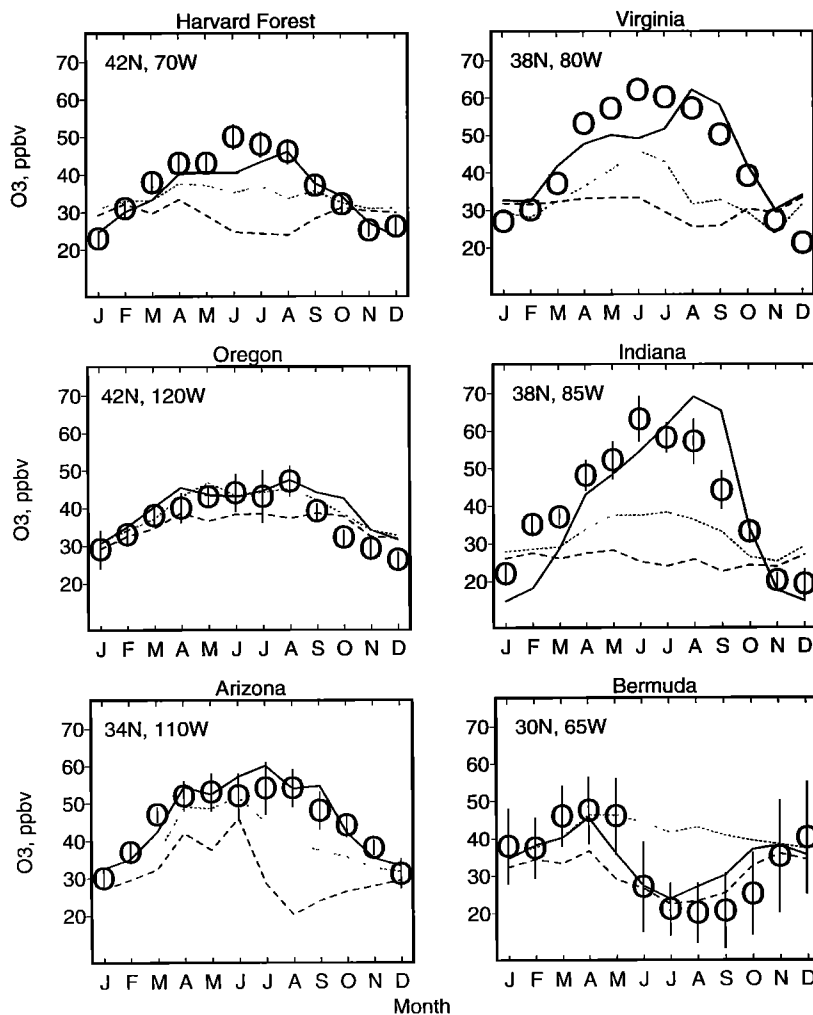 Harvard Forest
42N, 70W
O3, ppbv
70
60
50
40
30
20
J F M A M J J A S O N D
Virginia
38N, 80W
70
60
50
40
30
20
J F M A M J J A S O N D
Oregon
42N, 120W
O3, ppbv
70
60
50
40
30
20
J F M A M J J A S O N D
Indiana
38N, 85W
70
60
50
40
30
20
J F M A M J J A S O N D
Arizona
34N, 110W
O3, ppbv
70
60
50
40
30
20
J F M A M J J A S O N D
Bermuda
30N, 65W
70
60
50
40
30
20
J F M A M J J A S O N D
Month